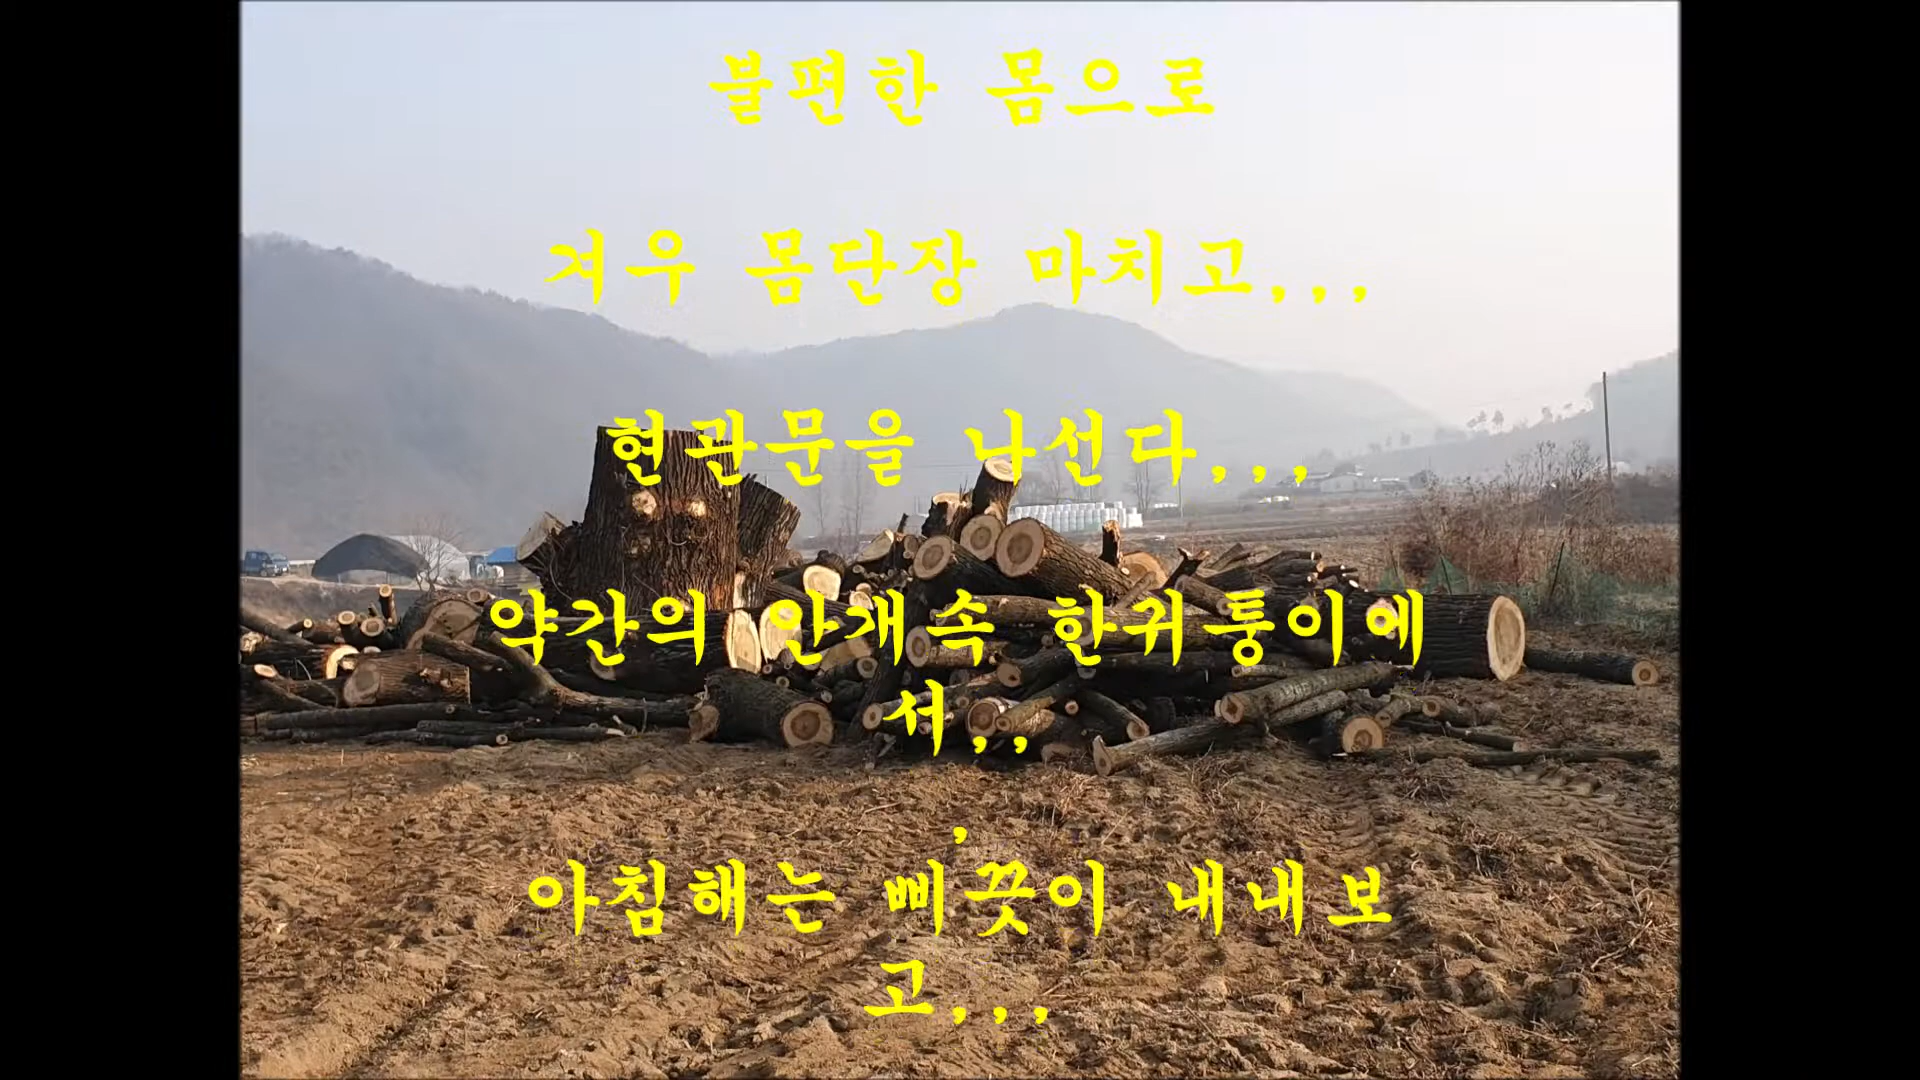 불편한 몸으로
겨우 몸단장 마치고,,,
현관문을 나선다,,,
약간의 안개속 한귀퉁이에
서,,
,
아침해는 삐끗이 내내보
고,,,